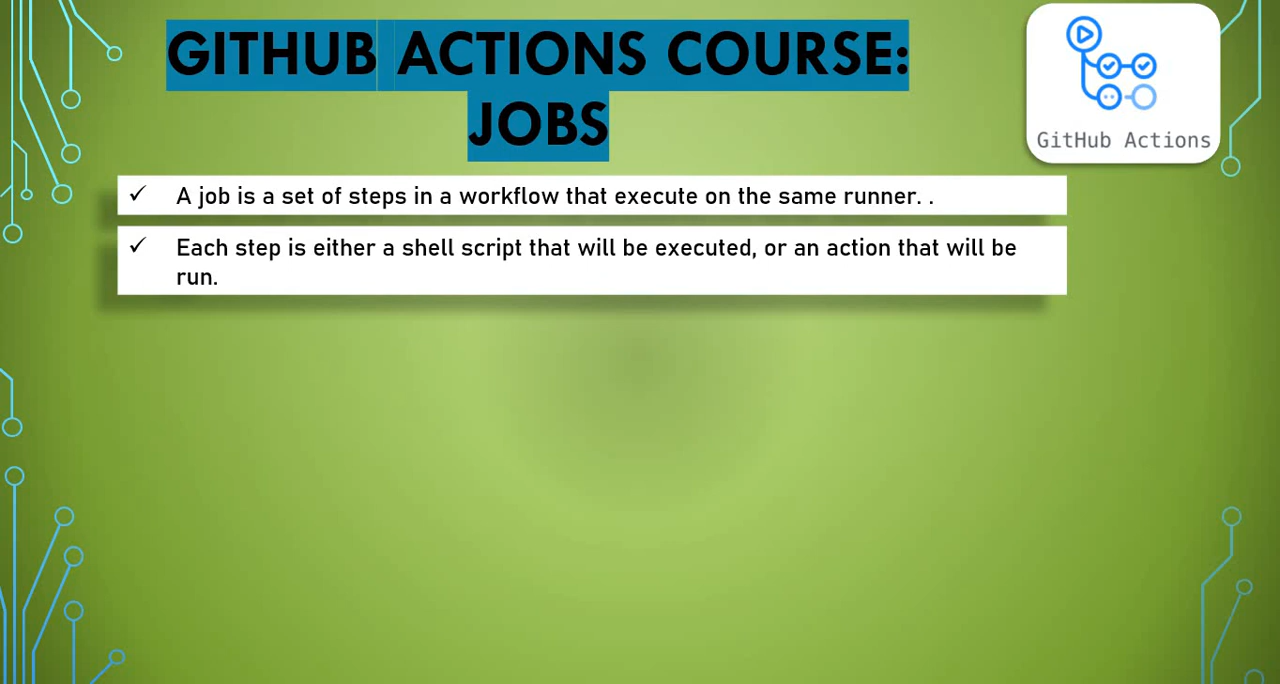 GITHUB ACTIONS COURSE:
JOBS
GitHub Actions
✓ A job is a set of steps in a workflow that execute on the same runner. .
✓ Each step is either a shell script that will be executed, or an action that will be
run.